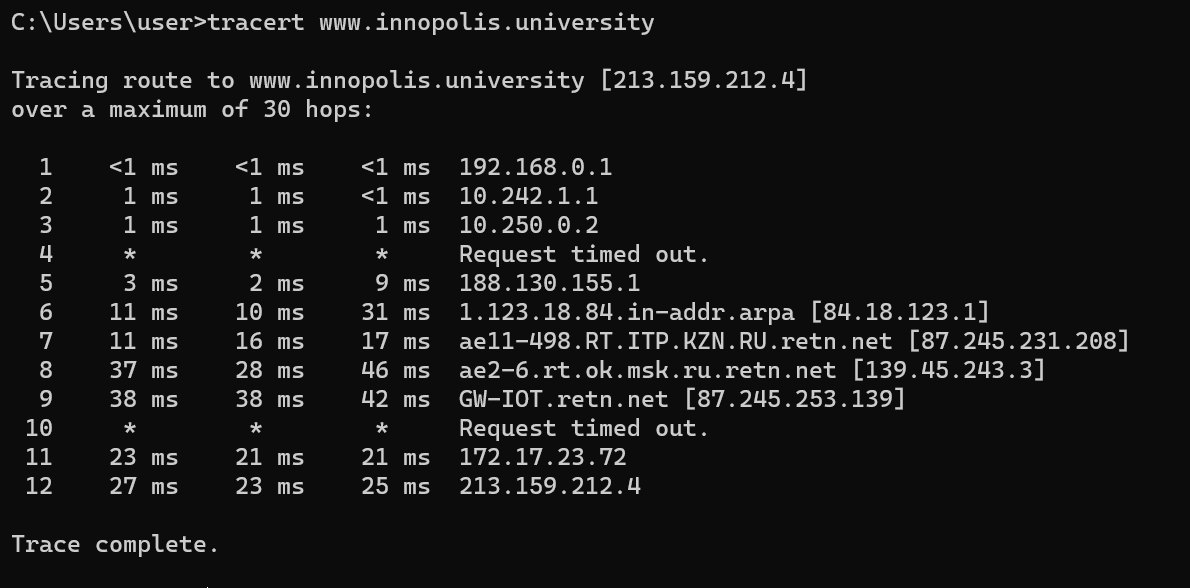 C:\Users\user>tracert www.innopolis.university
Tracing route to www.innopolis.university [213.159.212.4]
over a maximum of 30 hops:
1 <1 ms <1 ms <1 ms 192.168.0.1
2 1 ms 1 ms <1 ms 10.242.1.1
3 1 ms 1 ms 1 ms 10.250.0.2
4 * * * Request timed out.
5 3 ms 2 ms 9 ms 188.130.155.1
6 11 ms 10 ms 31 ms 1.123.18.84.in-addr.arpa [84.18.123.1]
7 11 ms 16 ms 17 ms ae11-498.RT.ITP.KZN.RU.retn.net [87.245.231.208]
8 37 ms 28 ms 46 ms ae2-6.rt.ok.msk.ru.retn.net [139.45.243.3]
9 38 ms 38 ms 42 ms GW-IOT.retn.net [87.245.253.139]
10 * * * Request timed out.
11 23 ms 21 ms 21 ms 172.17.23.72
12 27 ms 23 ms 25 ms 213.159.212.4
Trace complete.